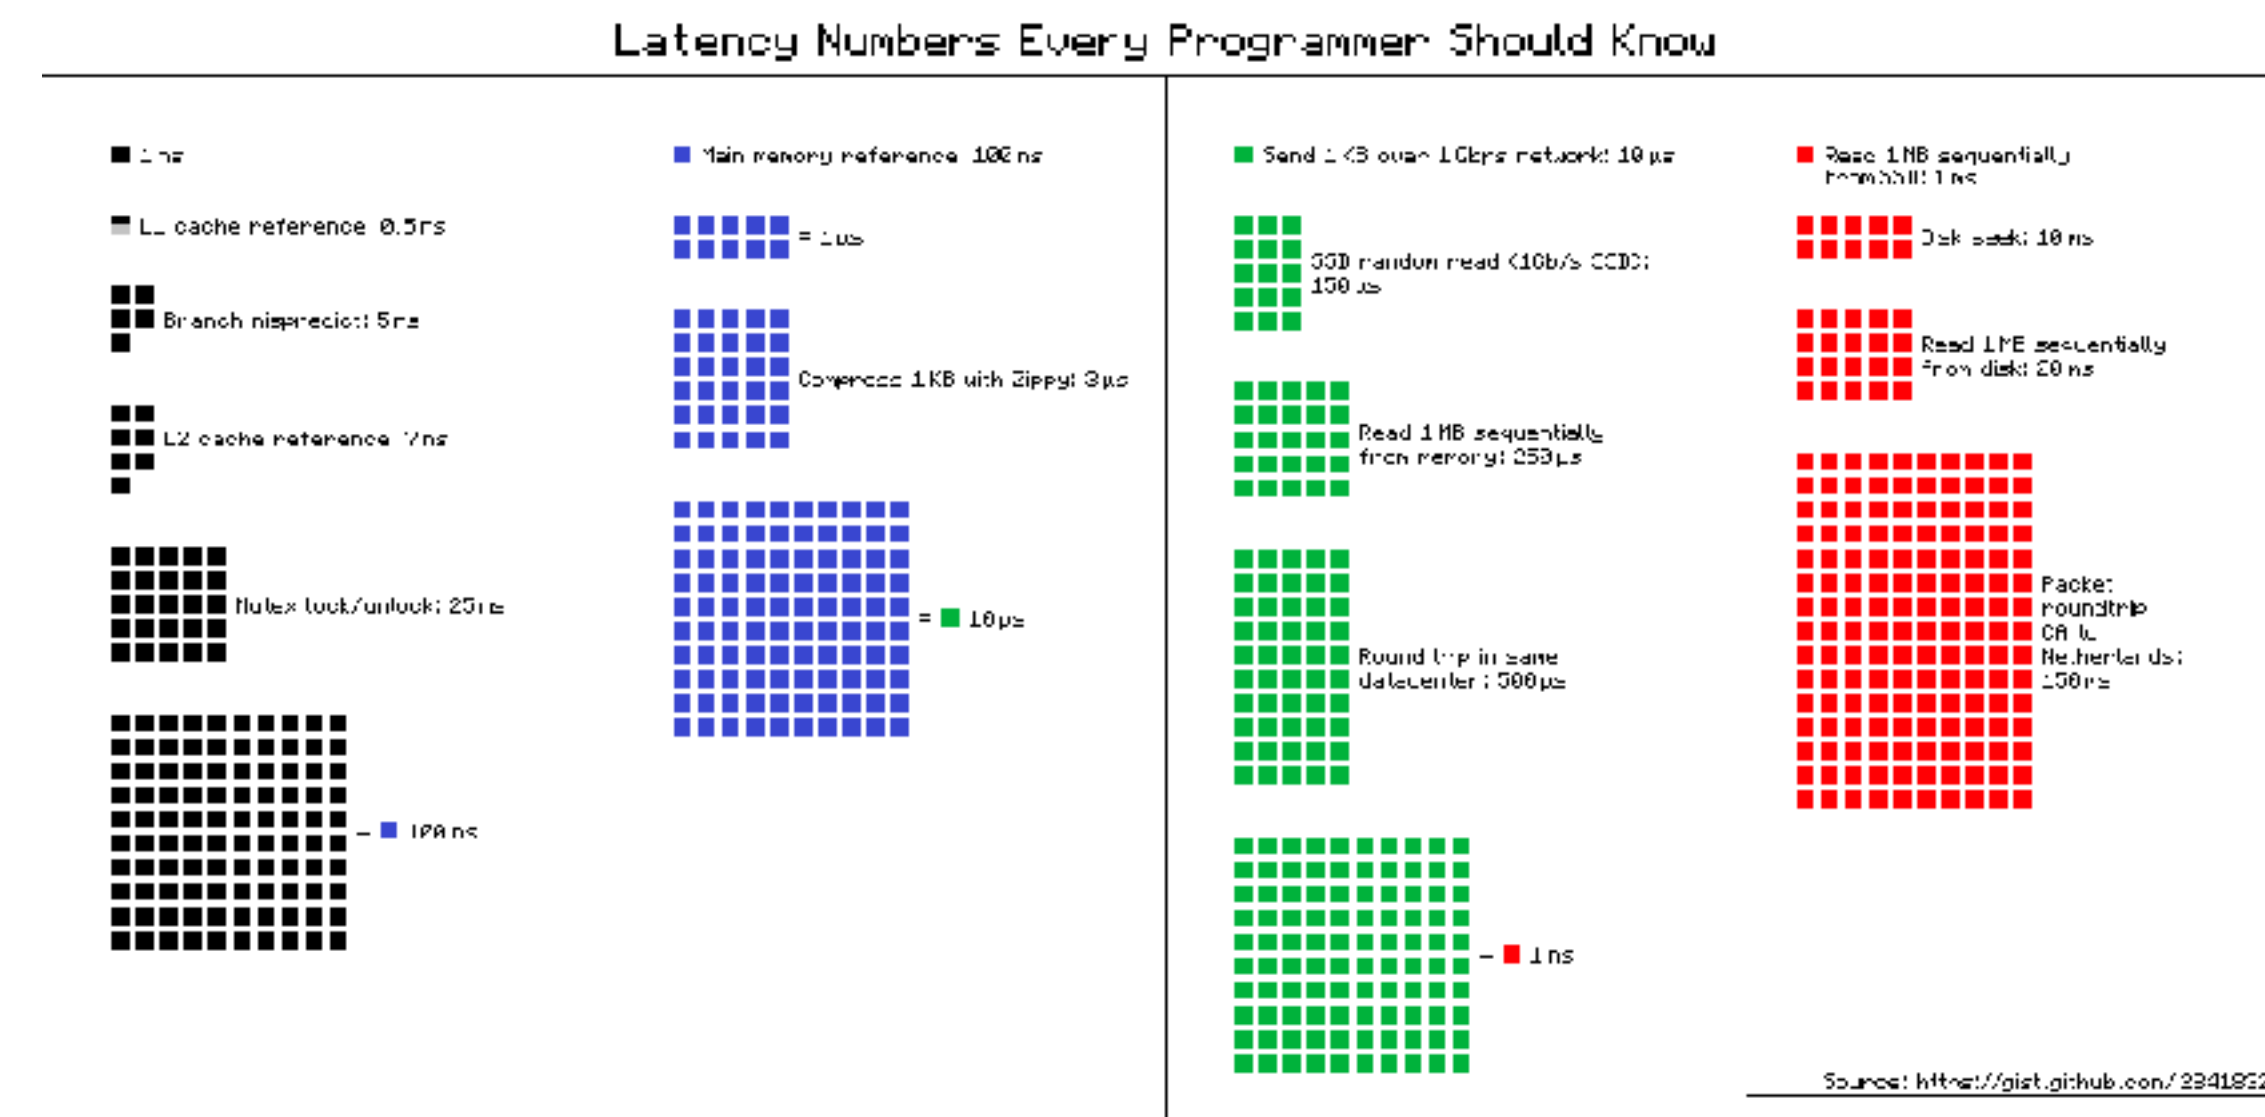 Latency Numbers Every Programmer Should Know
1 ns
L1 cache reference: 0.5 ns
Branch mispredict: 5 ns
L2 cache reference: 7 ns
Mutex lock/unlock: 25 ns
= 100 ns
Main memory reference: 100 ns
= 1 µs
Compress 1 KB with Zippy: 3 µs
= 10 µs
Send 1 KB over 1 Gbps network: 10 µs
SSD random read (1Gb/s SSD):
150 µs
Read 1 MB sequentially
from memory: 250 µs
Round trip in same
datacenter: 500 µs
= 1 ms
Read 1 MB sequentially
1 ms
Disk seek: 10 ms
Read 1 MB sequentially
from disk: 20 ms
Packet
roundtrip
CA to
Netherlands:
150 ms
Source: https://gist.github.com/